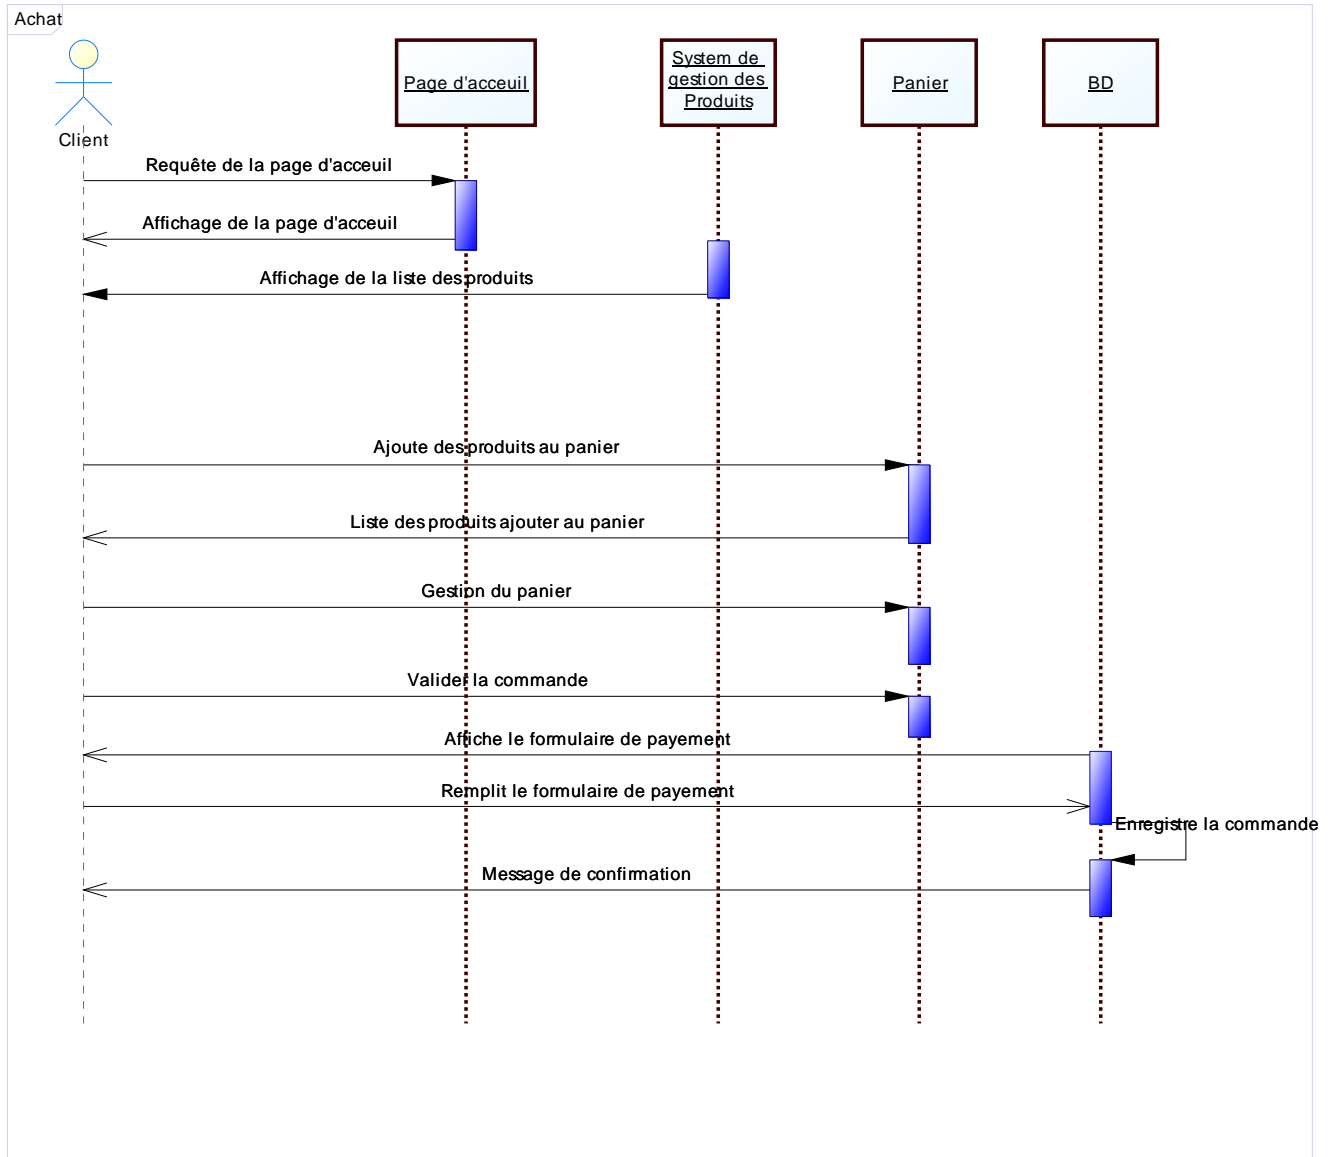 Achat
Client
Page d'acceuil
System de
gestion des
Produits
Panier
BD
Requête de la page d'acceuil
Affichage de la page d'acceuil
Affichage de la liste des produits
Ajoute des produits au panier
Liste des produits ajouter au panier
Gestion du panier
Valider la commande
Affiche le formulaire de payement
Remplit le formulaire de payement
Enregistre la commande
Message de confirmation